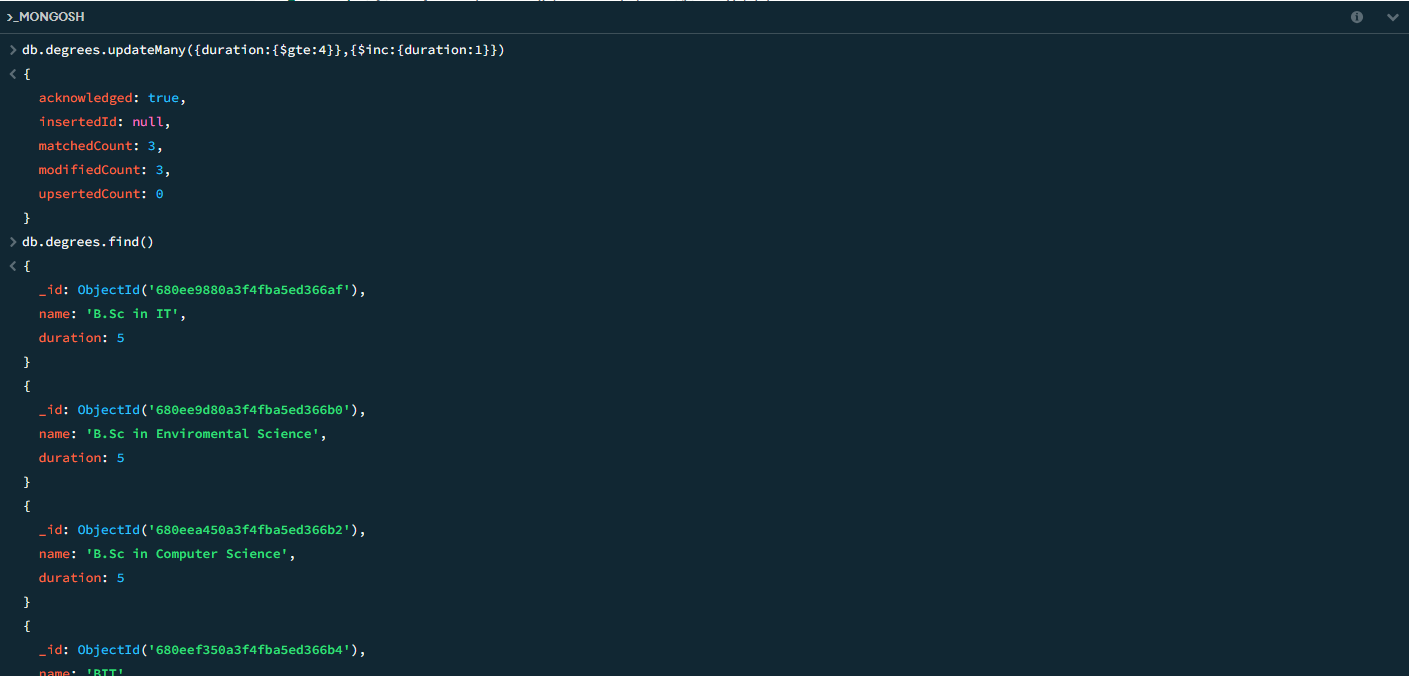 >_MONGOSH
> db.degrees.updateMany({duration:{$gte:4}},{$inc:{duration:1}})
< {
acknowledged: true,
insertedId: null,
matchedCount: 3,
modifiedCount: 3,
upsertedCount: 0
}
> db.degrees.find()
< {
_id: ObjectId('680ee9880a3f4fba5ed366af'),
name: 'B.Sc in IT',
duration: 5
}
{
_id: ObjectId('680ee9d80a3f4fba5ed366b0'),
name: 'B.Sc in Enviromental Science',
duration: 5
}
{
_id: ObjectId('680eea450a3f4fba5ed366b2'),
name: 'B.Sc in Computer Science',
duration: 5
}
{
_id: ObjectId('680eef350a3f4fba5ed366b4'),
name: 'BIT'